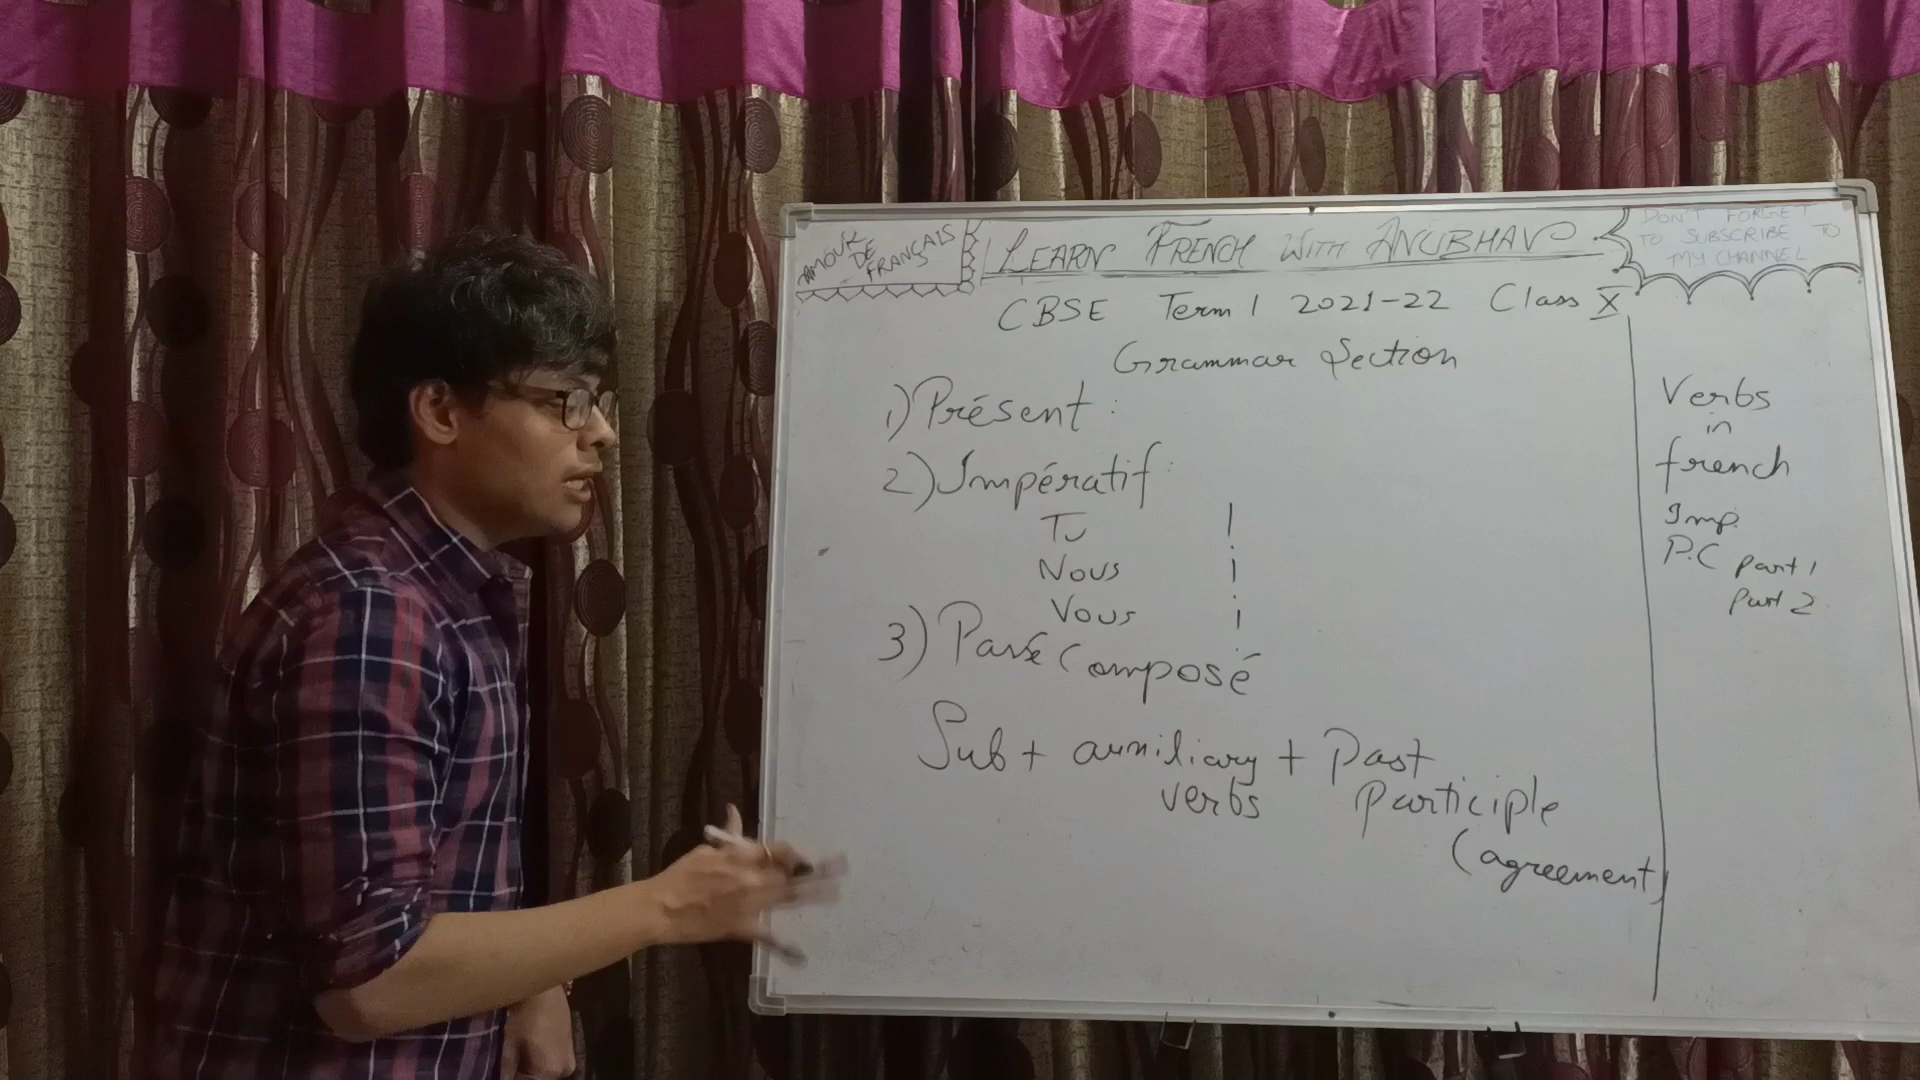 AMOUR
DE
FRANÇAIS
LEARN FRENCH WITH ANUBHAV
DON'T FORGET
TO SUBSCRIBE TO
MY CHANNEL
CBSE Term 1 2021-22 Class X
Grammar Section
1) Présent :
2) Impératif :
Tu !
Nous !
Vous !
3) Passé Composé
Sub + auxiliary + Past
verbs participle
(agreement)
Verbs
in
french
Imp.
P.C part 1
part 2